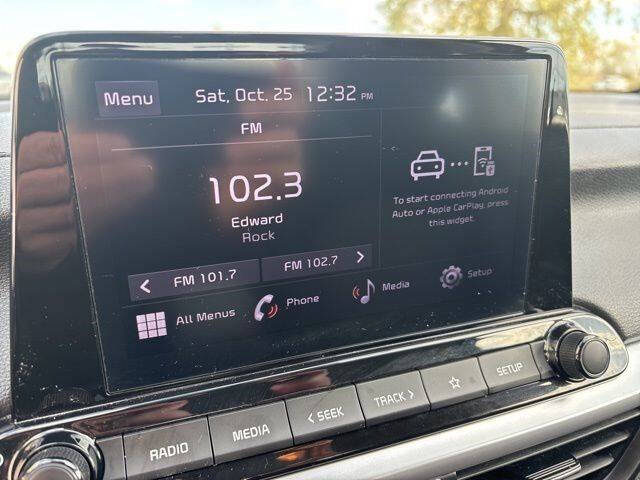 Menu
Sat, Oct. 25 12:32 PM
FM
102.3
Edward
Rock
To start connecting Android
Auto or Apple CarPlay, press
this widget.
< FM 101.7
FM 102.7 >
All Menus
Phone
Media
Setup
RADIO
MEDIA
< SEEK
TRACK >
☆
SETUP